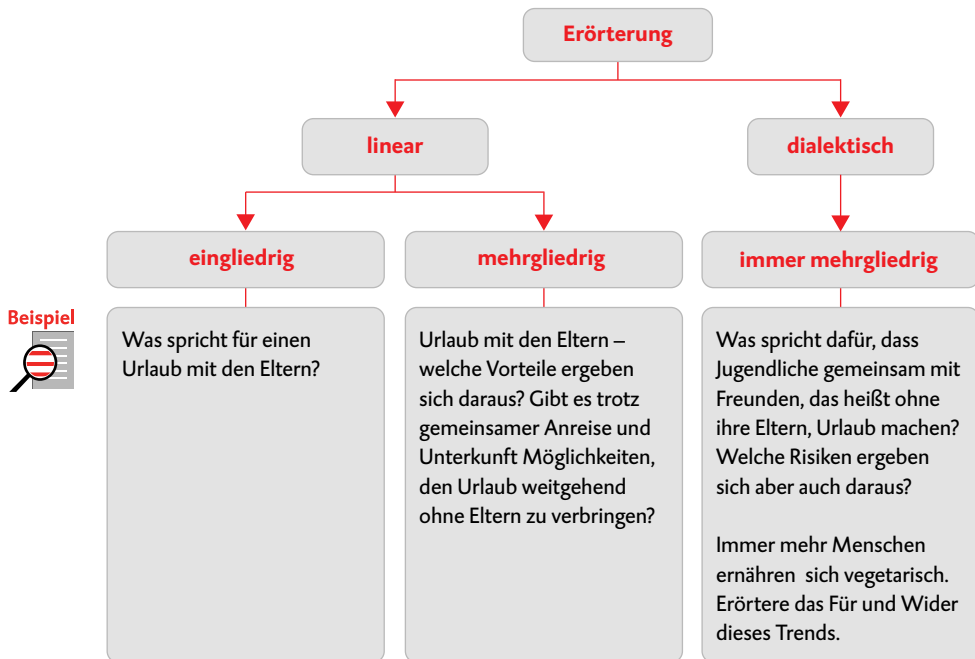 Erörterung
linear
dialektisch
eingliedrig
mehrgliedrig
immer mehrgliedrig
Beispiel
Was spricht für einen
Urlaub mit den Eltern?
Urlaub mit den Eltern –
welche Vorteile ergeben
sich daraus? Gibt es trotz
gemeinsamer Anreise und
Unterkunft Möglichkeiten,
den Urlaub weitgehend
ohne Eltern zu verbringen?
Was spricht dafür, dass
Jugendliche gemeinsam mit
Freunden, das heißt ohne
ihre Eltern, Urlaub machen?
Welche Risiken ergeben
sich aber auch daraus?
Immer mehr Menschen
ernähren sich vegetarisch.
Erörtere das Für und Wider
dieses Trends.